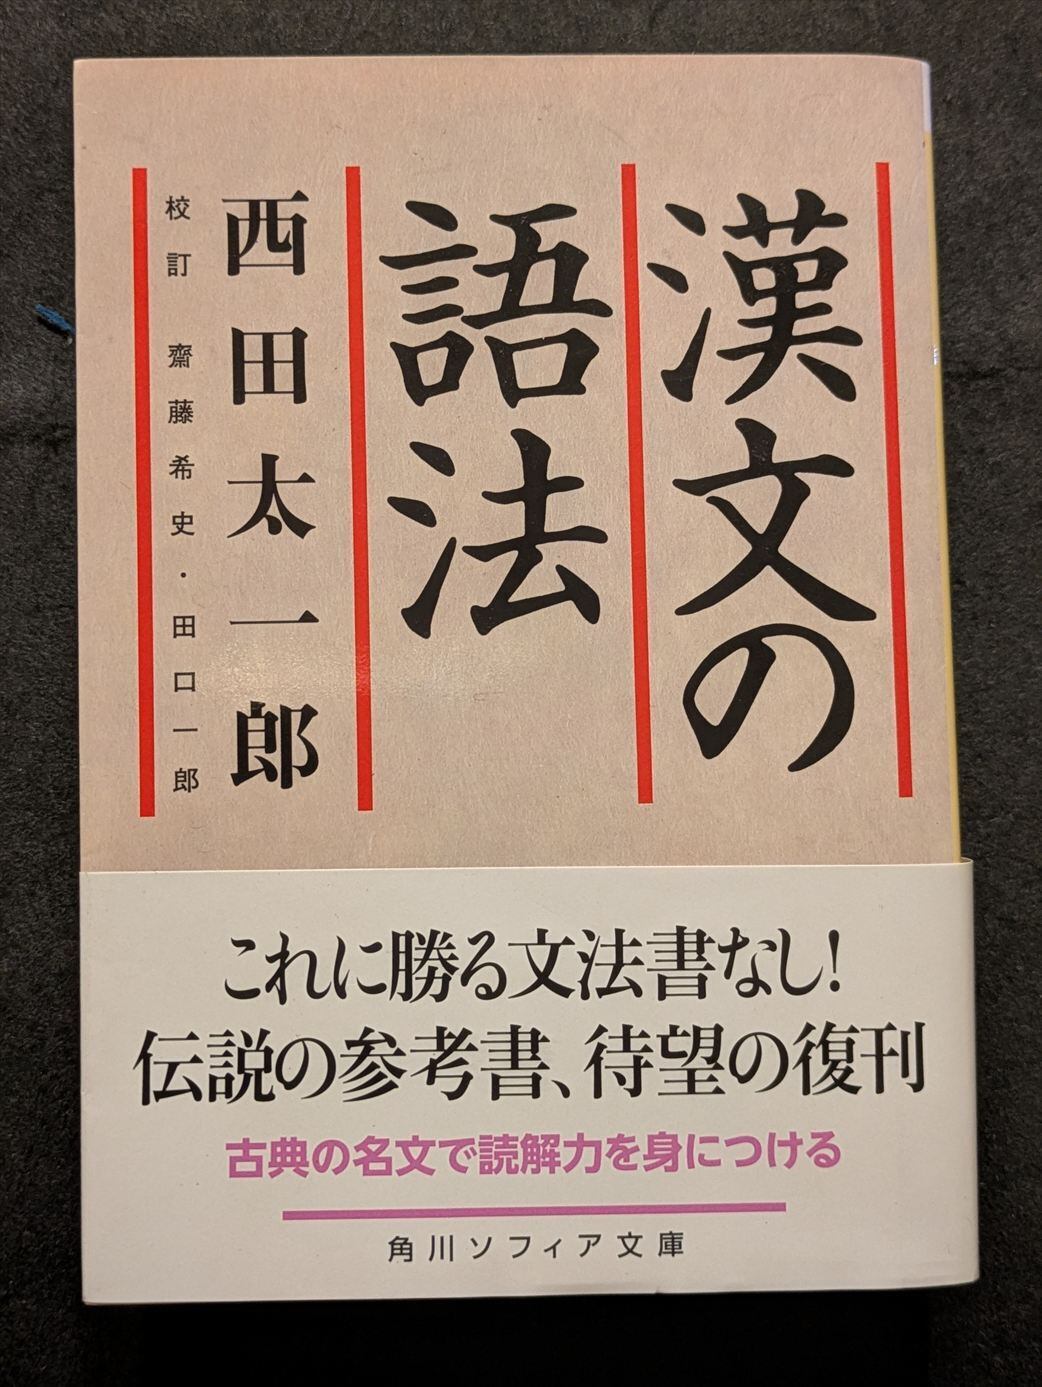 漢文の
語法
西田太一郎
校訂 齋藤希史・田口一郎
これに勝る文法書なし!
伝説の参考書、待望の復刊
古典の名文で読解力を身につける
角川ソフィア文庫